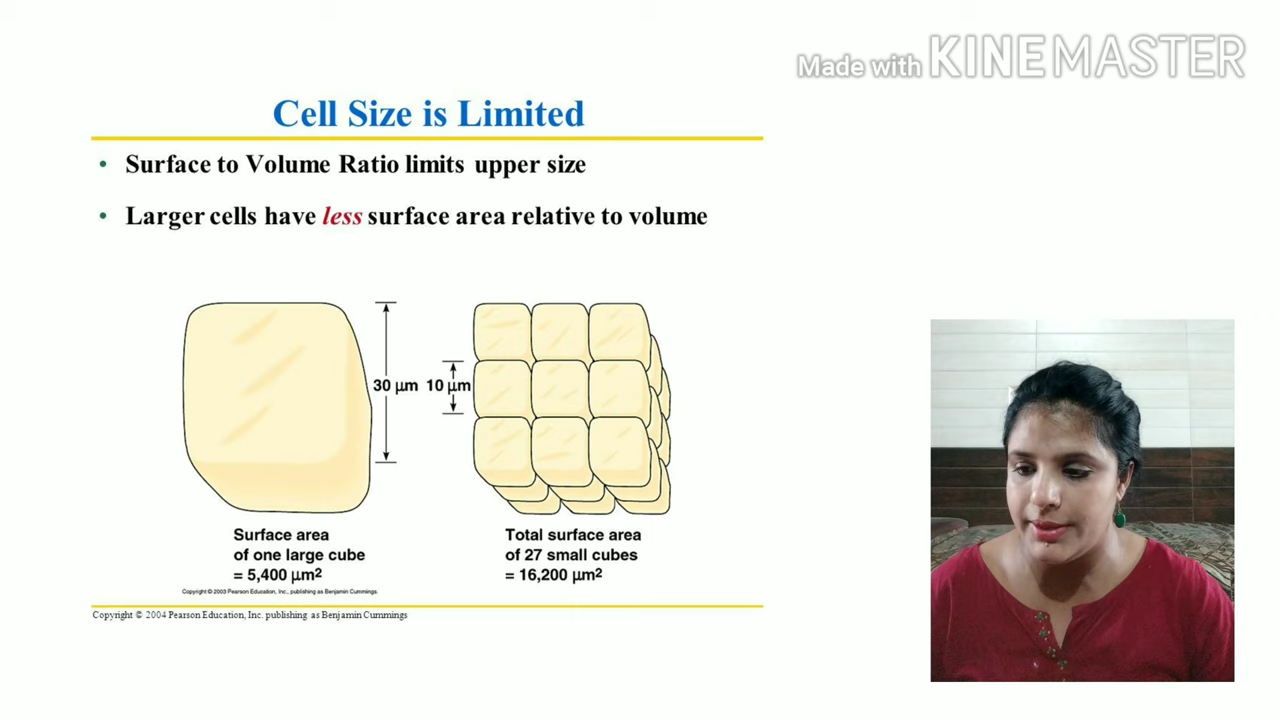 Made with KINEMASTER
Cell Size is Limited
• Surface to Volume Ratio limits upper size
• Larger cells have less surface area relative to volume
30 µm 10 µm
Surface area
of one large cube
= 5,400 µm²
Total surface area
of 27 small cubes
= 16,200 µm²
Copyright © 2003 Pearson Education, Inc., publishing as Benjamin Cummings.
Copyright © 2004 Pearson Education, Inc. publishing as Benjamin Cummings